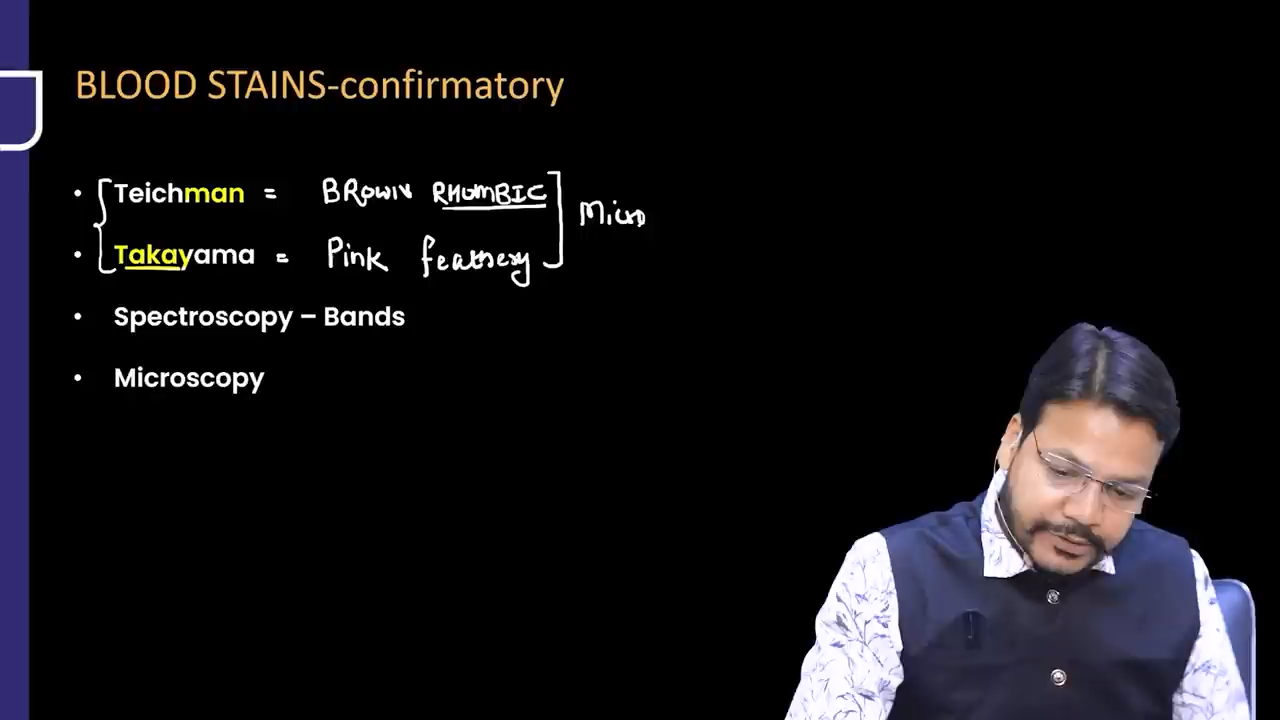 BLOOD STAINS-confirmatory
• Teichman = BROWN RHOMBIC
Micro
• Takayama = Pink feathery
• Spectroscopy – Bands
• Microscopy